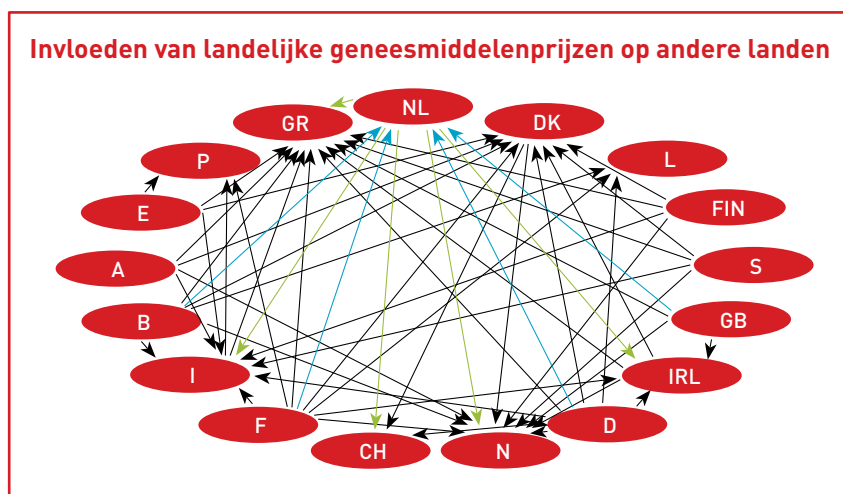 Invloeden van landelijke geneesmiddelenprijzen op andere landen
NL
GR
DK
P
L
E
FIN
A
S
B
GB
I
IRL
F
D
CH
N